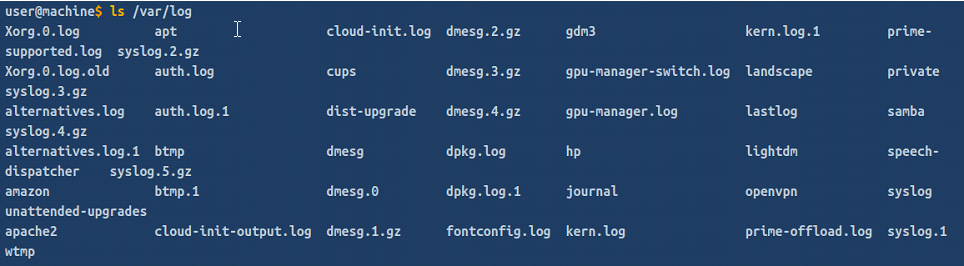 user@machine$ ls /var/log
Xorg.0.log apt cloud-init.log dmesg.2.gz gdm3 kern.log.1 prime-
supported.log syslog.2.gz
Xorg.0.log.old auth.log cups dmesg.3.gz gpu-manager-switch.log landscape private
syslog.3.gz
alternatives.log auth.log.1 dist-upgrade dmesg.4.gz gpu-manager.log lastlog samba
syslog.4.gz
alternatives.log.1 btmp dmesg dpkg.log hp lightdm speech-
dispatcher syslog.5.gz
amazon btmp.1 dmesg.0 dpkg.log.1 journal openvpn syslog
unattended-upgrades
apache2 cloud-init-output.log dmesg.1.gz fontconfig.log kern.log prime-offload.log syslog.1
wtmp